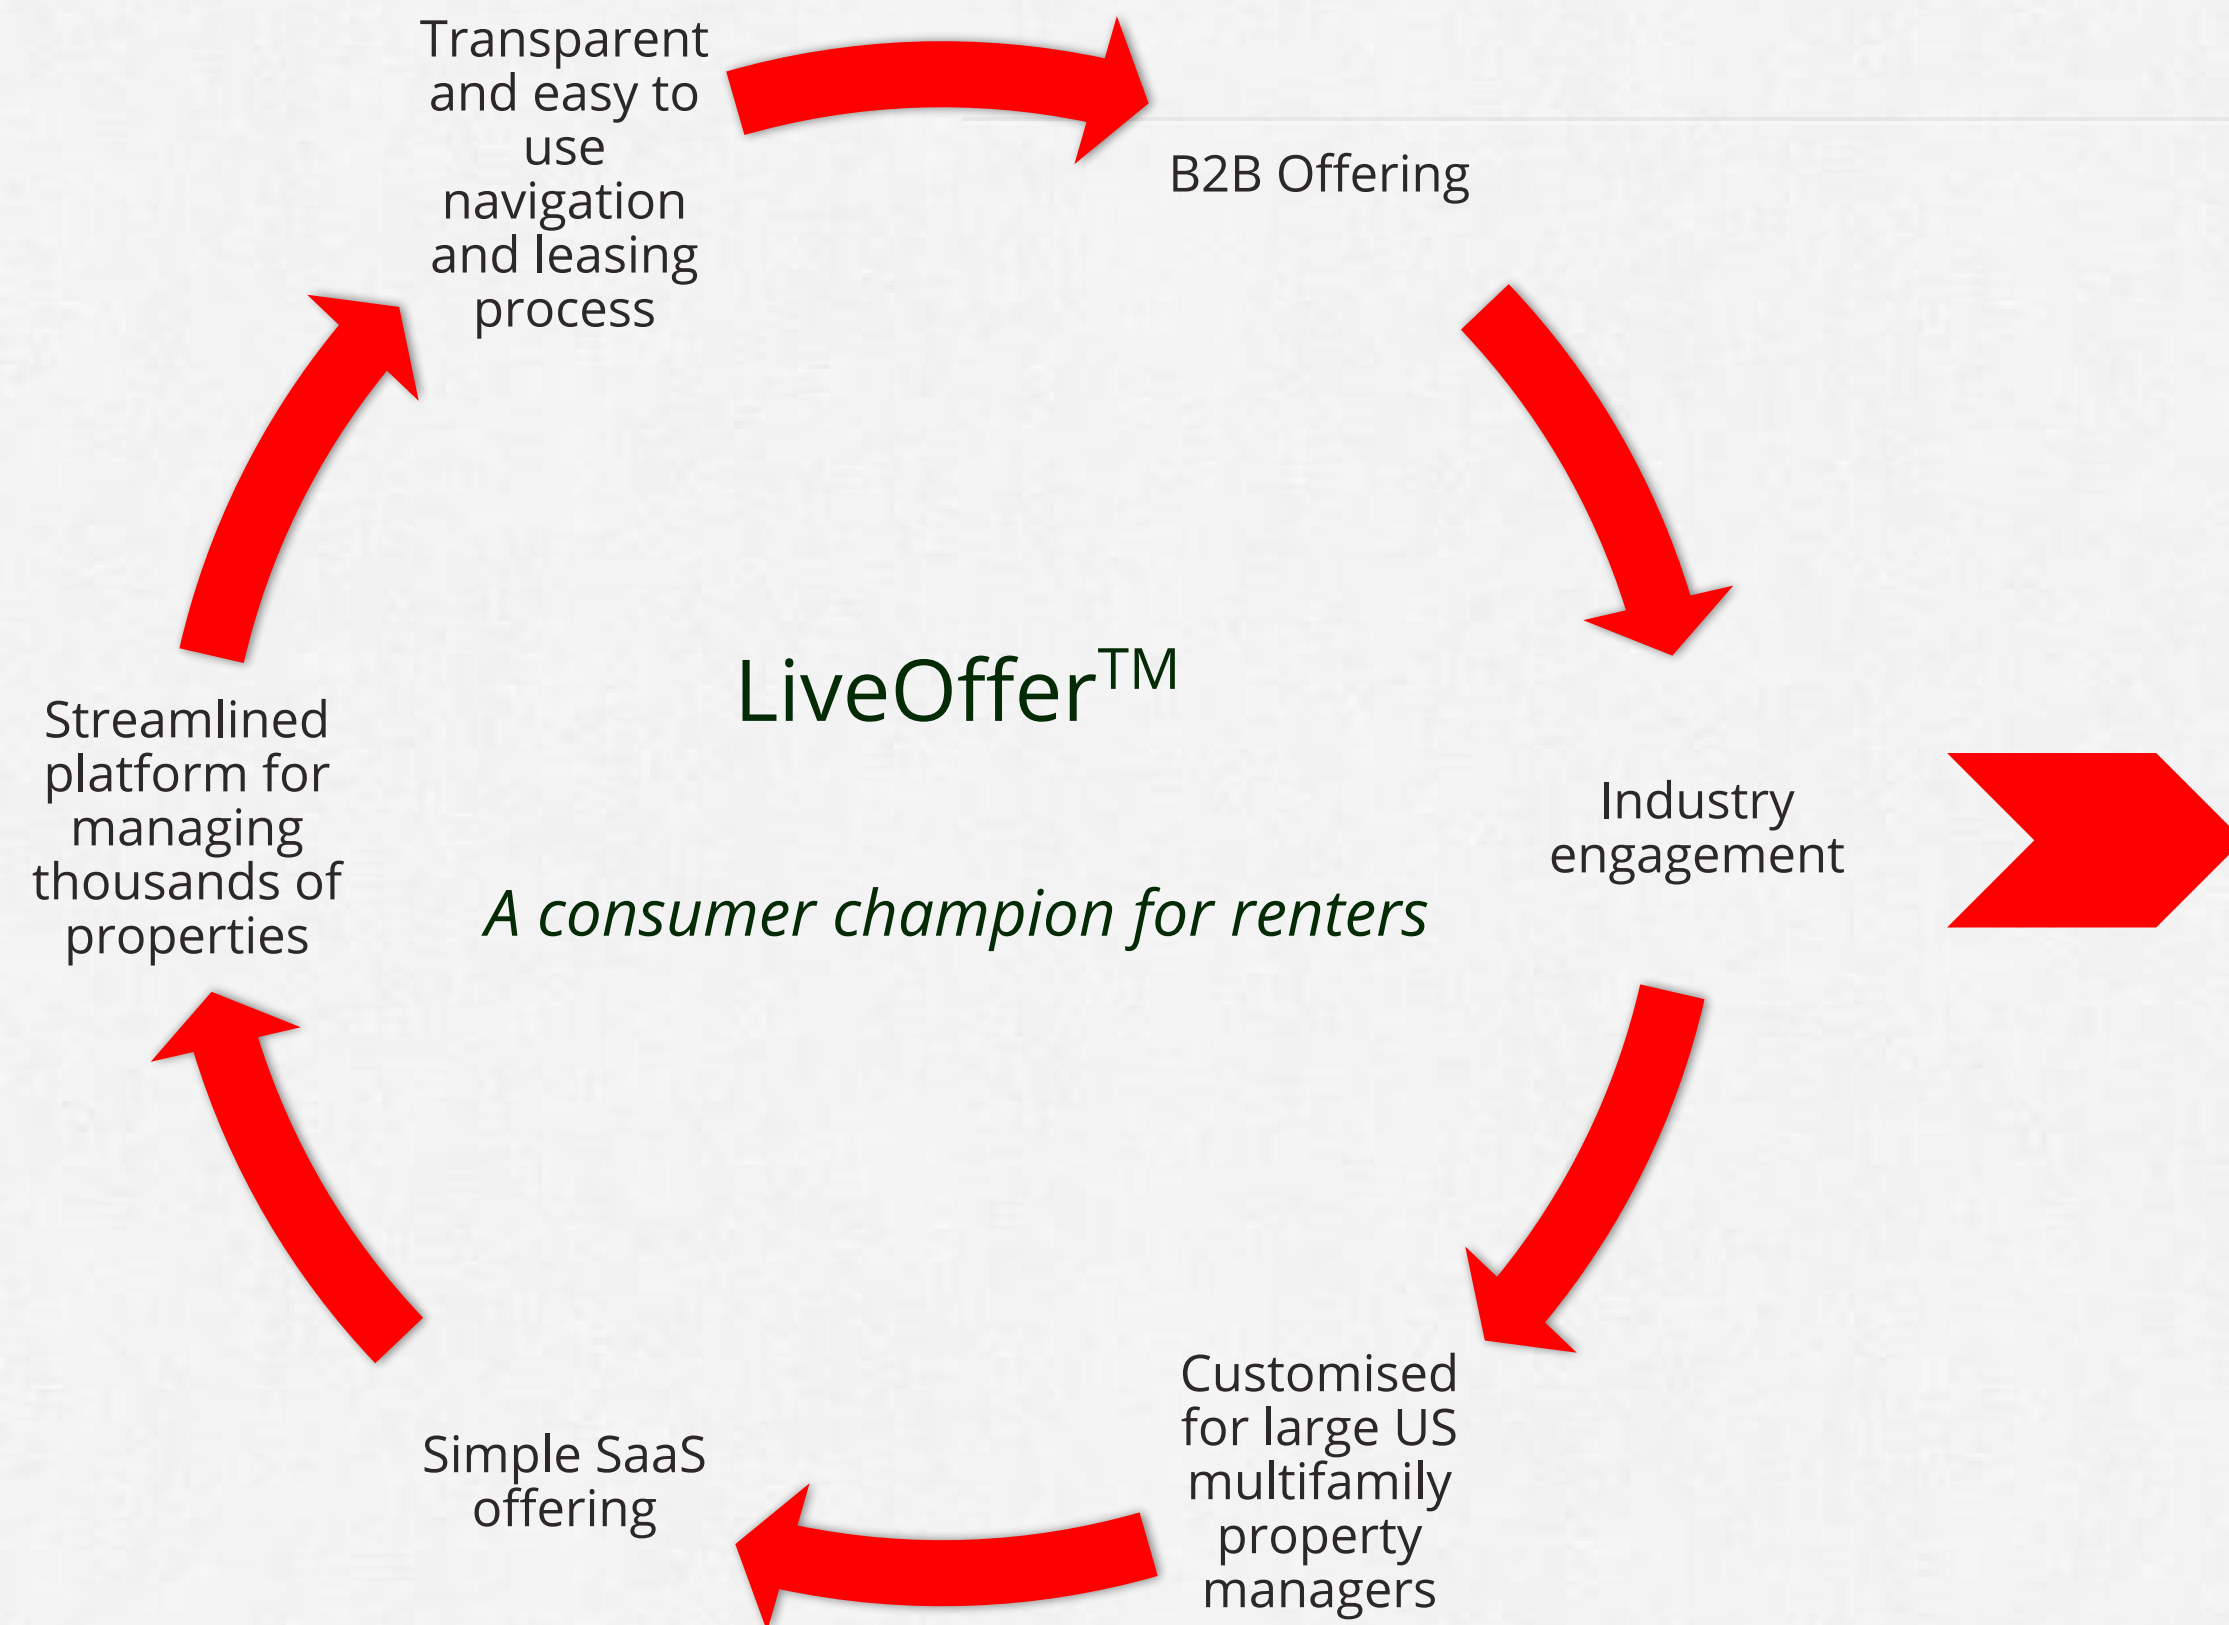 Transparent
and easy to
use
navigation
and leasing
process
B2B Offering
Industry
engagement
Customised
for large US
multifamily
property
managers
Simple SaaS
offering
Streamlined
platform for
managing
thousands of
properties
LiveOffer™
A consumer champion for renters